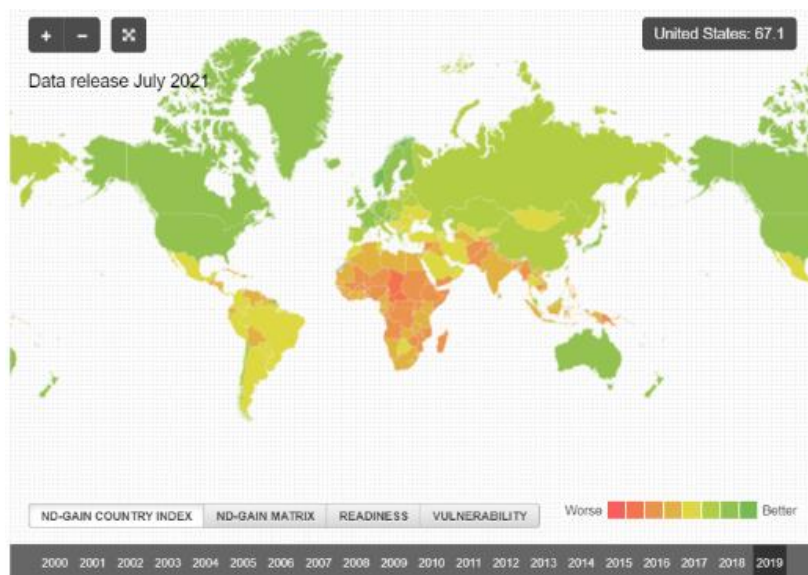 + −
United States: 67.1
Data release July 2021
ND-GAIN COUNTRY INDEX ND-GAIN MATRIX READINESS VULNERABILITY
Worse Better
2000 2001 2002 2003 2004 2005 2006 2007 2008 2009 2010 2011 2012 2013 2014 2015 2016 2017 2018 2019